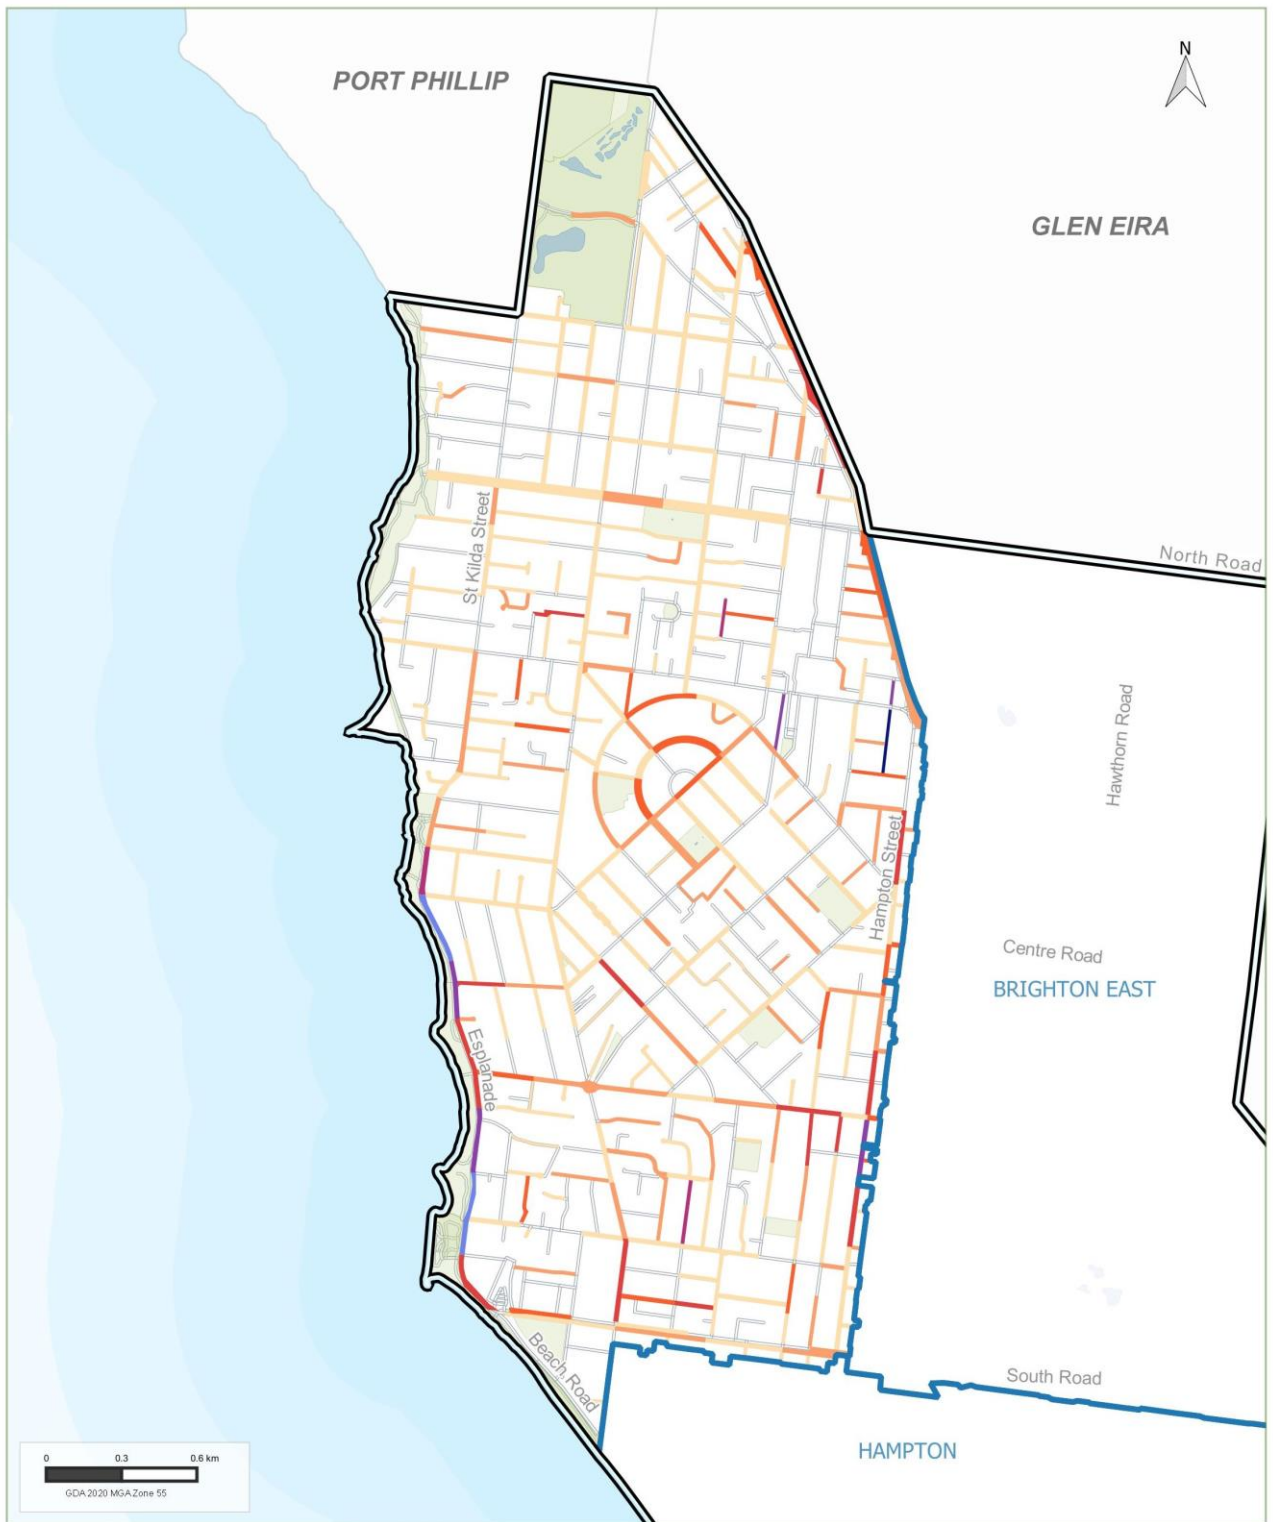 N
PORT PHILLIP
GLEN EIRA
St Kilda Street
North Road
Hawthorn Road
Hampton Street
Centre Road
BRIGHTON EAST
Esplanade
Beach Road
South Road
HAMPTON
0 0.3 0.6 km
GDA 2020 MGA Zone 55